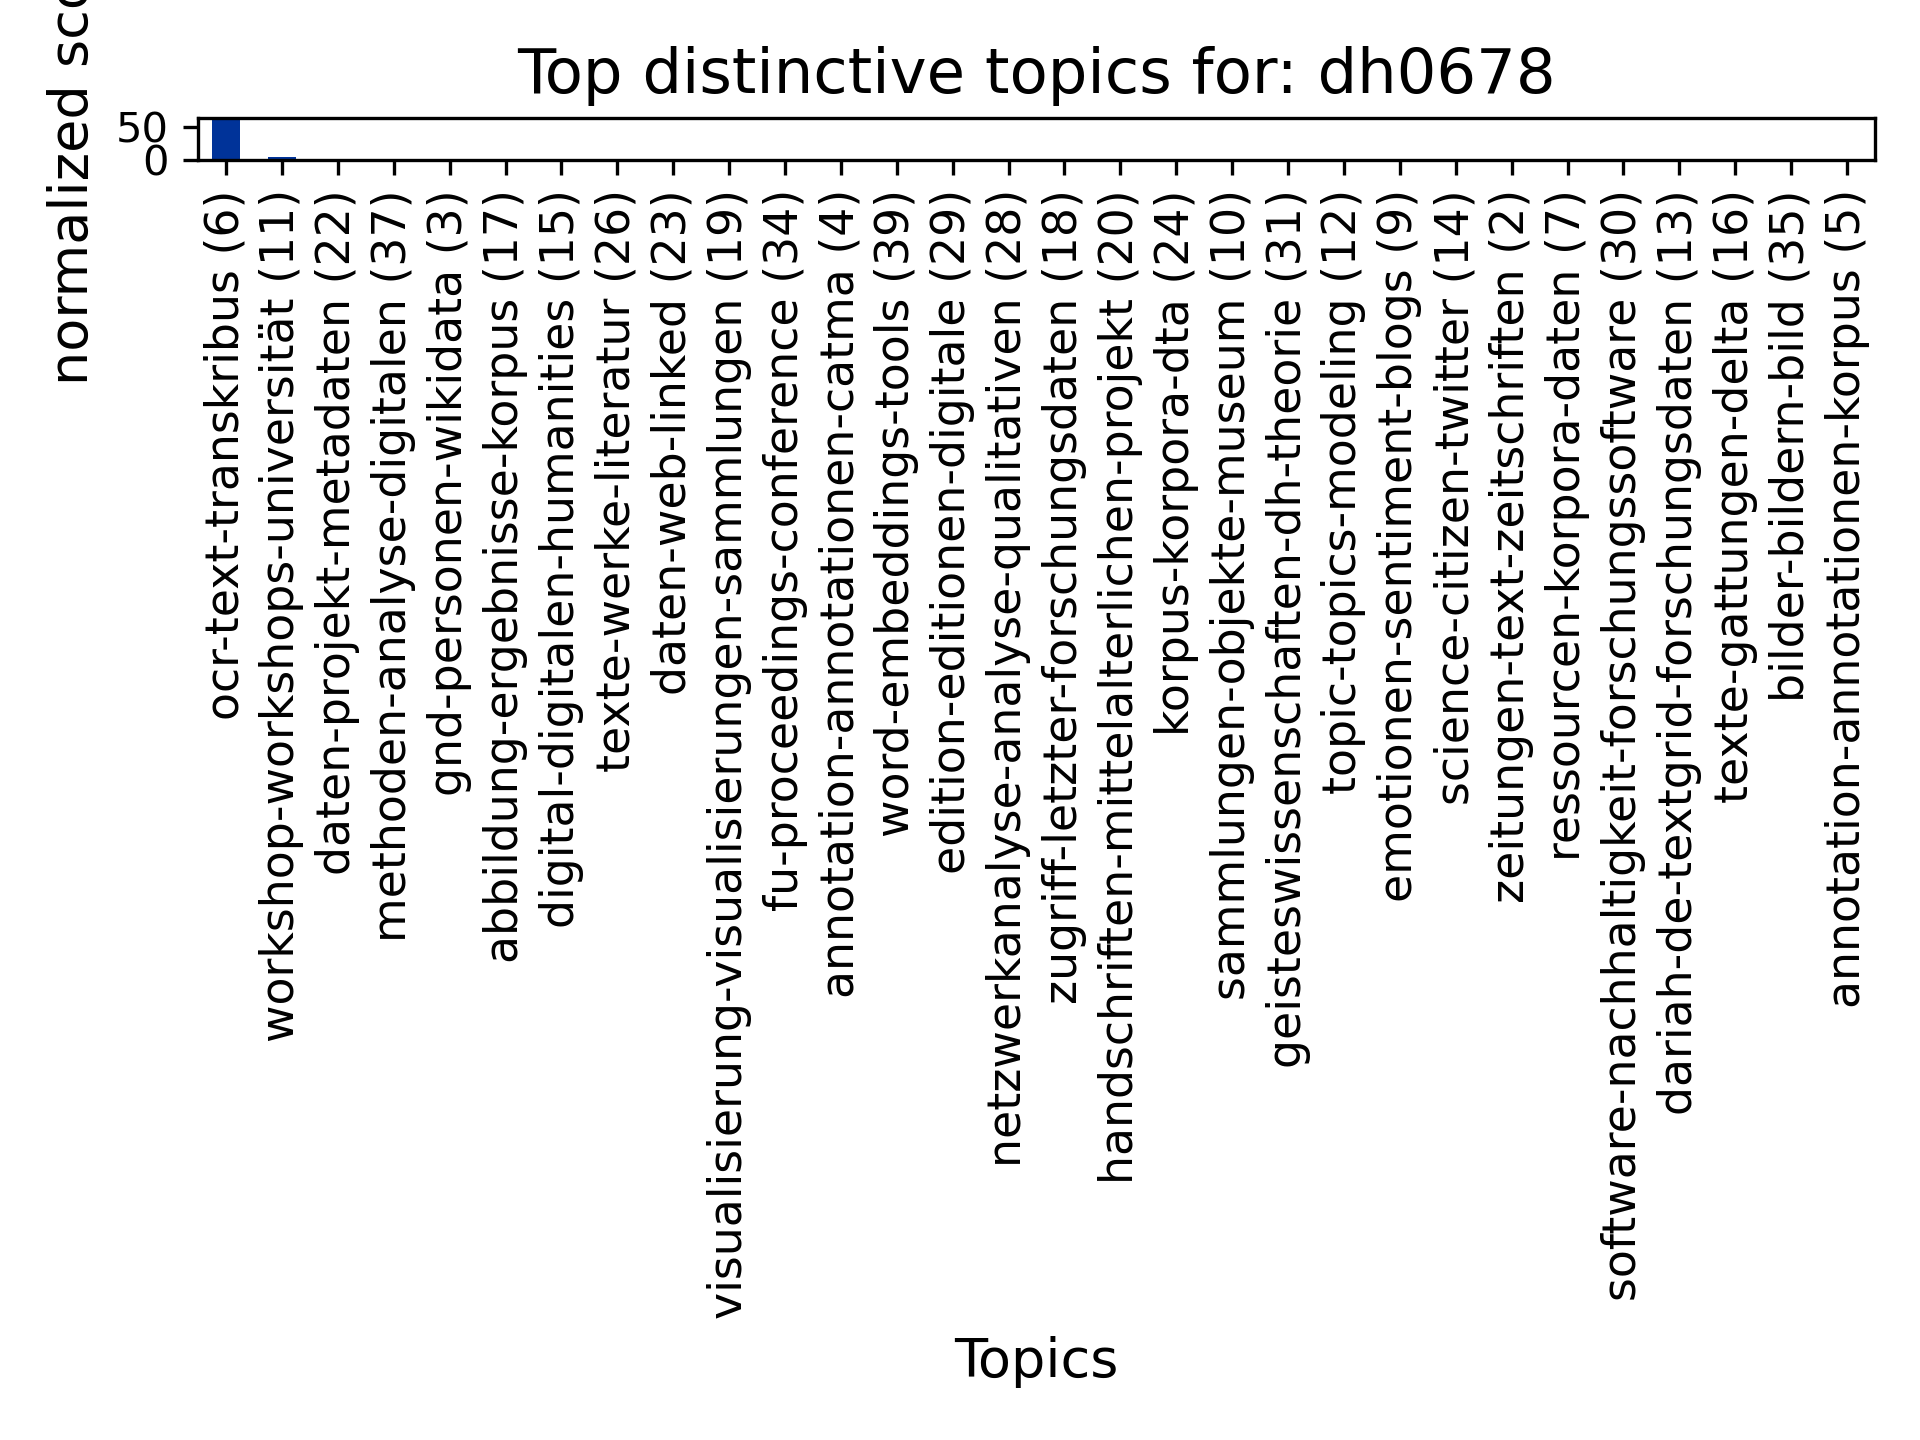 Top distinctive topics for: dh0678
normalized sco
50
0
ocr-text-transkribus (6)
workshop-workshops-universität (11)
daten-projekt-metadaten (22)
methoden-analyse-digitalen (37)
gnd-personen-wikidata (3)
abbildung-ergebnisse-korpus (17)
digital-digitalen-humanities (15)
texte-werke-literatur (26)
daten-web-linked (23)
visualisierung-visualisierungen-sammlungen (19)
fu-proceedings-conference (34)
annotation-annotationen-catma (4)
word-embeddings-tools (39)
edition-editionen-digitale (29)
netzwerkanalyse-analyse-qualitativen (28)
zugriff-letzter-forschungsdaten (18)
handschriften-mittelalterlichen-projekt (20)
korpus-korpora-dta (24)
sammlungen-objekte-museum (10)
geisteswissenschaften-dh-theorie (31)
topic-topics-modeling (12)
emotionen-sentiment-blogs (9)
science-citizen-twitter (14)
zeitungen-text-zeitschriften (2)
ressourcen-korpora-daten (7)
software-nachhaltigkeit-forschungssoftware (30)
dariah-de-textgrid-forschungsdaten (13)
texte-gattungen-delta (16)
bilder-bildern-bild (35)
annotation-annotationen-korpus (5)
Topics